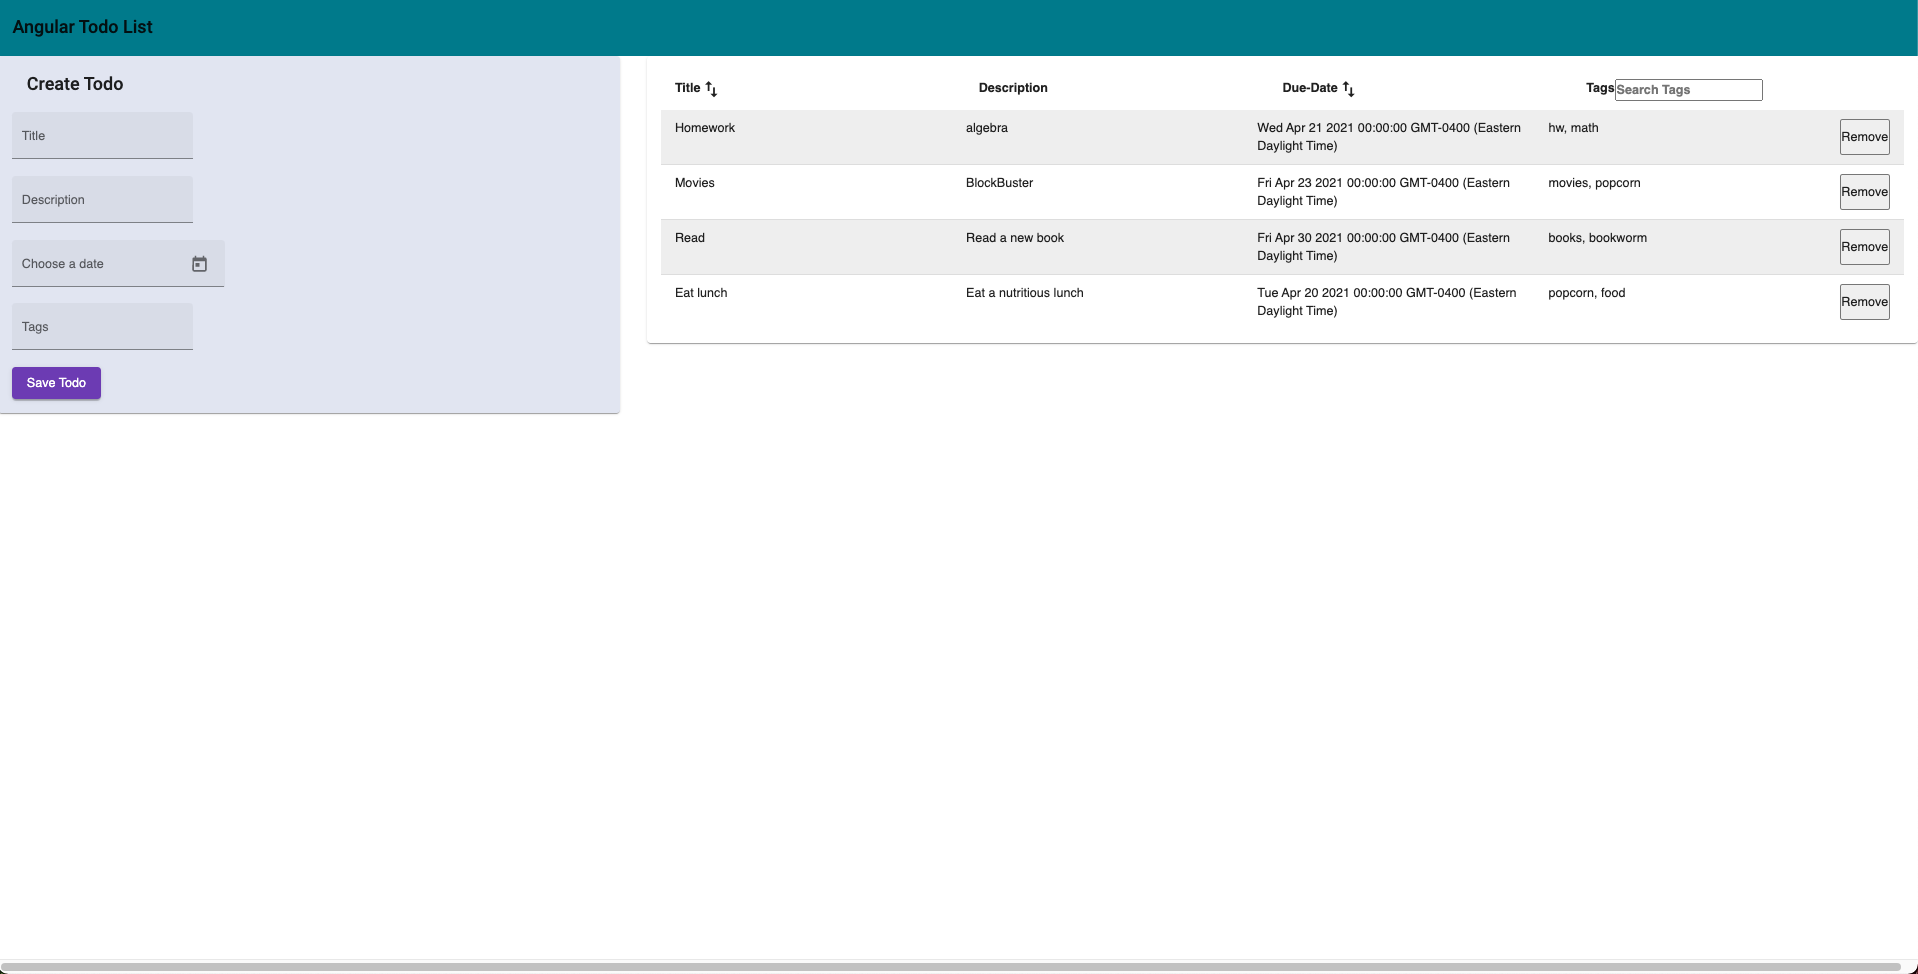 Angular Todo List
Create Todo
Title
Description
Choose a date
Tags
Save Todo
Title Description Due-Date Tags Search Tags
Homework algebra Wed Apr 21 2021 00:00:00 GMT-0400 (Eastern hw, math Remove
Daylight Time)
Movies BlockBuster Fri Apr 23 2021 00:00:00 GMT-0400 (Eastern movies, popcorn Remove
Daylight Time)
Read Read a new book Fri Apr 30 2021 00:00:00 GMT-0400 (Eastern books, bookworm Remove
Daylight Time)
Eat lunch Eat a nutritious lunch Tue Apr 20 2021 00:00:00 GMT-0400 (Eastern popcorn, food Remove
Daylight Time)